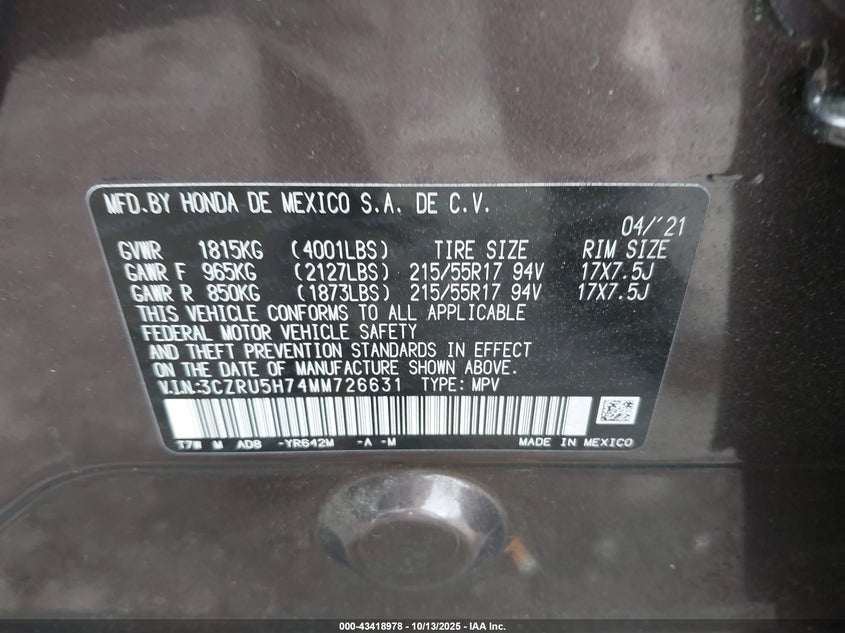 MFD.BY HONDA DE MEXICO S.A. DE C.V.
04/'21
GVWR 1815KG (4001LBS) TIRE SIZE RIM SIZE
GAWR F 965KG (2127LBS) 215/55R17 94V 17X7.5J
GAWR R 850KG (1873LBS) 215/55R17 94V 17X7.5J
THIS VEHICLE CONFORMS TO ALL APPLICABLE
FEDERAL MOTOR VEHICLE SAFETY
AND THEFT PREVENTION STANDARDS IN EFFECT
ON THE DATE OF MANUFACTURE SHOWN ABOVE.
V.I.N:3CZRU5H74MM726631 TYPE: MPV
T7W M AD8 -YR642M -A -M MADE IN MEXICO
000-43418978 - 10/13/2025 - IAA Inc.